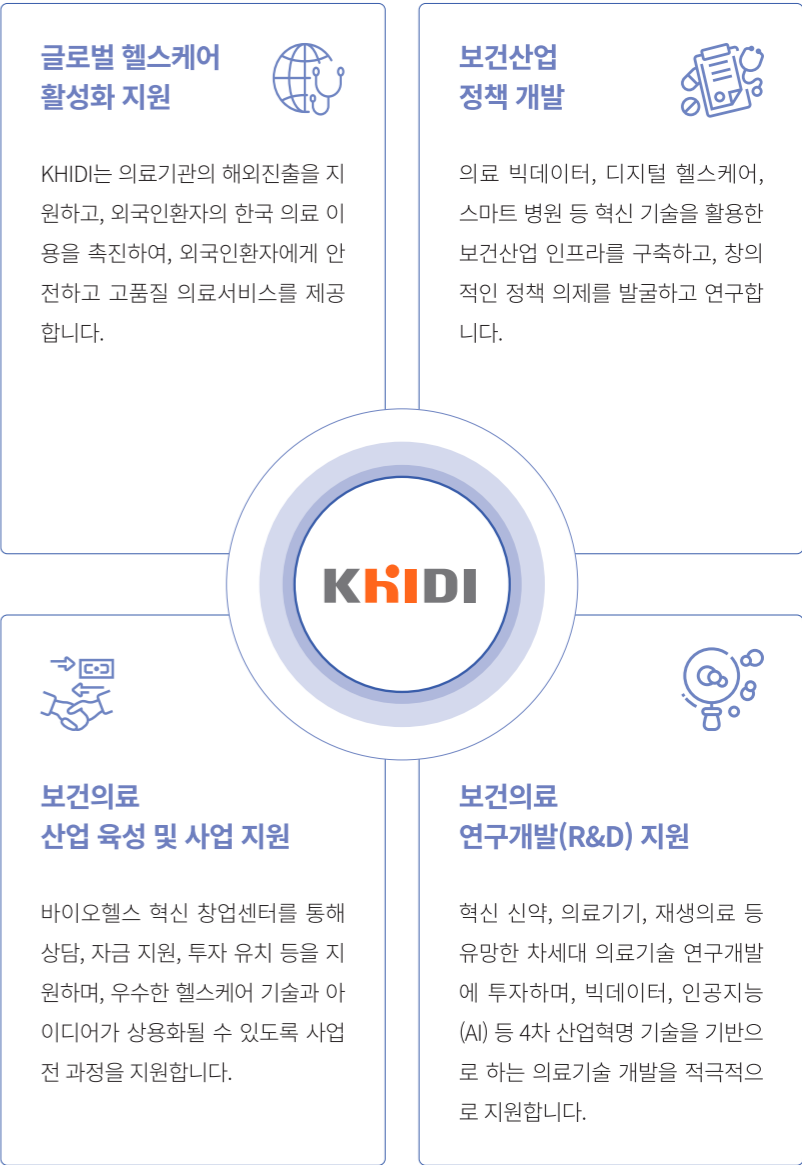 글로벌 헬스케어
활성화 지원
KHIDI는 의료기관의 해외진출을 지
원하고, 외국인환자의 한국 의료 이
용을 촉진하여, 외국인환자에게 안
전하고 고품질 의료서비스를 제공
합니다.
보건산업
정책 개발
의료 빅데이터, 디지털 헬스케어,
스마트 병원 등 혁신 기술을 활용한
보건산업 인프라를 구축하고, 창의
적인 정책 의제를 발굴하고 연구합
니다.
KHIDI
보건의료
산업 육성 및 사업 지원
바이오헬스 혁신 창업센터를 통해
상담, 자금 지원, 투자 유치 등을 지
원하며, 우수한 헬스케어 기술과 아
이디어가 상용화될 수 있도록 사업
전 과정을 지원합니다.
보건의료
연구개발(R&D) 지원
혁신 신약, 의료기기, 재생의료 등
유망한 차세대 의료기술 연구개발
에 투자하며, 빅데이터, 인공지능
(AI) 등 4차 산업혁명 기술을 기반으
로 하는 의료기술 개발을 적극적으
로 지원합니다.